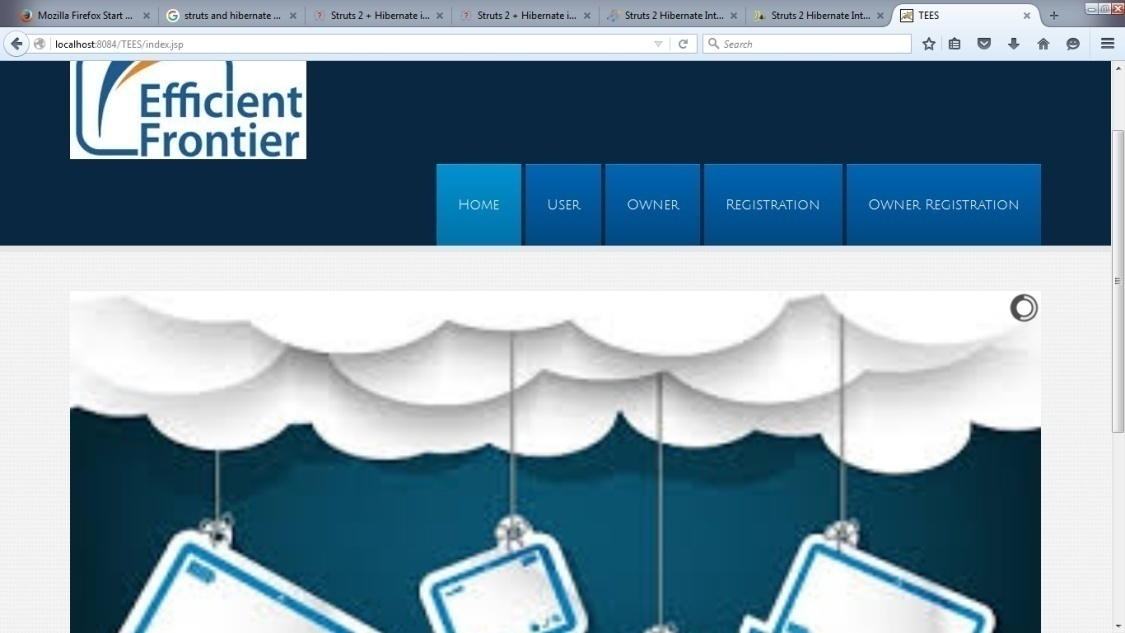 Mozilla Firefox Start ...
struts and hibernate ...
Struts 2 + Hibernate i...
Struts 2 + Hibernate i...
Struts 2 Hibernate Int...
Struts 2 Hibernate Int...
TEES
localhost:8084/TEES/index.jsp
Search
Efficient
Frontier
Home
User
Owner
Registration
Owner Registration